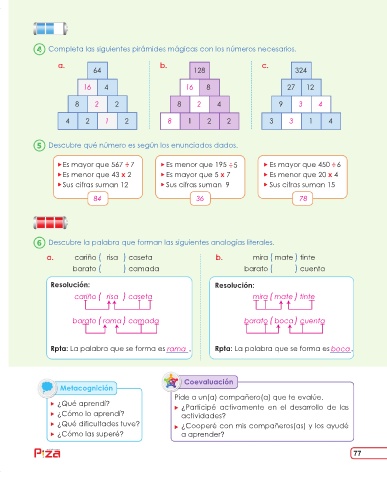 4 Completa las siguientes pirámides mágicas con los números necesarios.
a. b. c.
64 128 324
16 4 16 8 27 12
8 2 2 8 2 4 9 3 4
4 2 1 2 8 1 2 2 3 3 1 4
5 Descubre qué número es según los enunciados dados.
▸Es mayor que 567 ÷ 7
▸Es menor que 43 x 2
▸Sus cifras suman 12
84
▸Es menor que 195 ÷5
▸Es mayor que 5 x 7
▸Sus cifras suman 9
36
▸Es mayor que 450 ÷ 6
▸Es menor que 20 x 4
▸Sus cifras suman 15
78
6 Descubre la palabra que forman las siguientes analogías literales.
a. cariño ( risa ) caseta
barato ( ) camada
Resolución:
cariño ( risa ) caseta
barato ( rama ) camada
Rpta: La palabra que se forma es rama .
b. mira ( mate ) tinte
barato ( ) cuento
Resolución:
mira ( mate ) tinte
barato ( boca ) cuento
Rpta: La palabra que se forma es boca .
Metacognición
▸ ¿Qué aprendí?
▸ ¿Cómo lo aprendí?
▸ ¿Qué dificultades tuve?
▸ ¿Cómo las superé?
Coevaluación
Pide a un(a) compañero(a) que te evalúe.
▸ ¿Participé activamente en el desarrollo de las
actividades?
▸ ¿Cooperé con mis compañeros(as) y los ayudé
a aprender?
Pıza
77